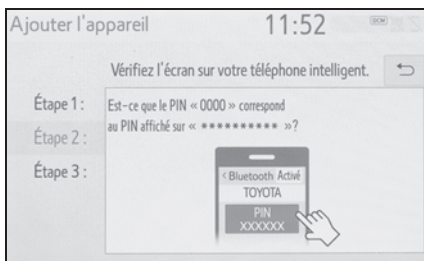 Ajouter l'appareil
11:52
DCM
Vérifiez l'écran sur votre téléphone intelligent.
Étape 1 :
Étape 2 :
Étape 3 :
Est-ce que le PIN « 0000 » correspond
au PIN affiché sur « ********** »?
< Bluetooth Activé
TOYOTA
PIN
XXXXXX